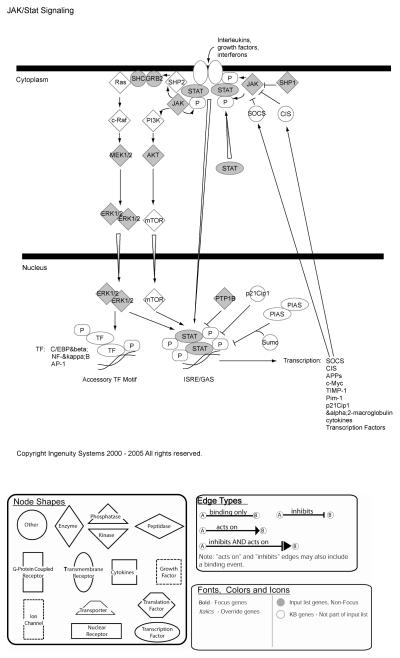 JAK/Stat Signaling
Interleukins,
growth factors,
interferons
Cytoplasm
Ras
SHC
GRB2
SHP2
STAT
STAT
P
JAK
SHP1
JAK
P
P
c-Raf
PI3K
SOCS
CIS
MEK1/2
AKT
STAT
ERK1/2
ERK1/2
mTOR
Nucleus
ERK1/2
ERK1/2
mTOR
PTP1B
p21Cip1
PIAS
PIAS
Sumo
P
TF
TF
P
STAT
P
STAT
P
P
P
TF: C/EBP&beta;
NF-&kappa;B
AP-1
Accessory TF Motif
ISRE/GAS
Transcription: SOCS
CIS
APPs
c-Myc
TIMP-1
Pim-1
p21Cip1
&alpha;2-macroglobulin
cytokines
Transcription Factors
Copyright Ingenuity Systems 2000 - 2005 All rights reserved.
Node Shapes
Other
Enzyme
Phosphatase
Kinase
Peptidase
G-Protein Coupled
Receptor
Transmembrane
Receptor
Cytokines
Growth
Factor
Ion
Channel
Transporter
Translation
Factor
Nuclear
Receptor
Transcription
Factor
Edge Types
A binding only B
A inhibits B
A acts on B
A inhibits AND acts on B
Note: "acts on" and "inhibits" edges may also include
a binding event.
Fonts, Colors and Icons
Bold - Focus genes
Italics - Override genes
Input list genes, Non-Focus
KB genes - Not part of input list